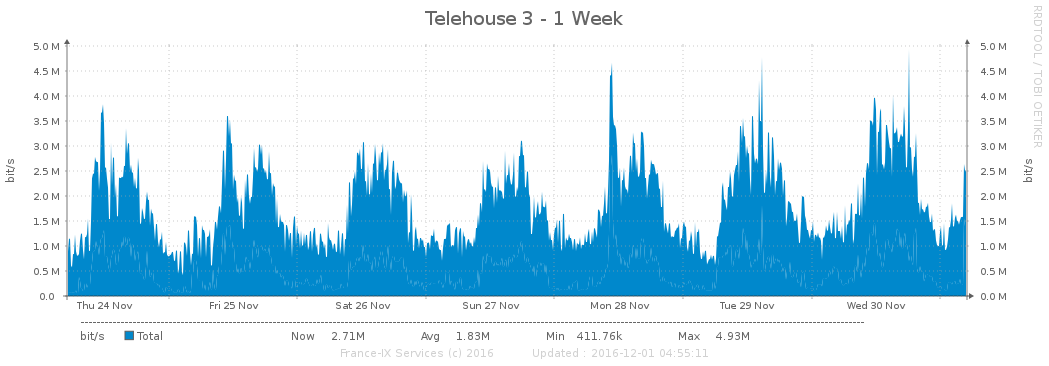 Telehouse 3 - 1 Week
RRDTOOL / TOBI OETIKER
5.0 M 5.0 M
4.5 M 4.5 M
4.0 M 4.0 M
3.5 M 3.5 M
3.0 M 3.0 M
2.5 M 2.5 M
2.0 M 2.0 M
1.5 M 1.5 M
1.0 M 1.0 M
0.5 M 0.5 M
0.0 0.0 M
bit/s bit/s
Thu 24 Nov Fri 25 Nov Sat 26 Nov Sun 27 Nov Mon 28 Nov Tue 29 Nov Wed 30 Nov
bit/s Total Now 2.71M Avg 1.83M Min 411.76k Max 4.93M
France-IX Services (c) 2016 Updated : 2016-12-01 04:55:11